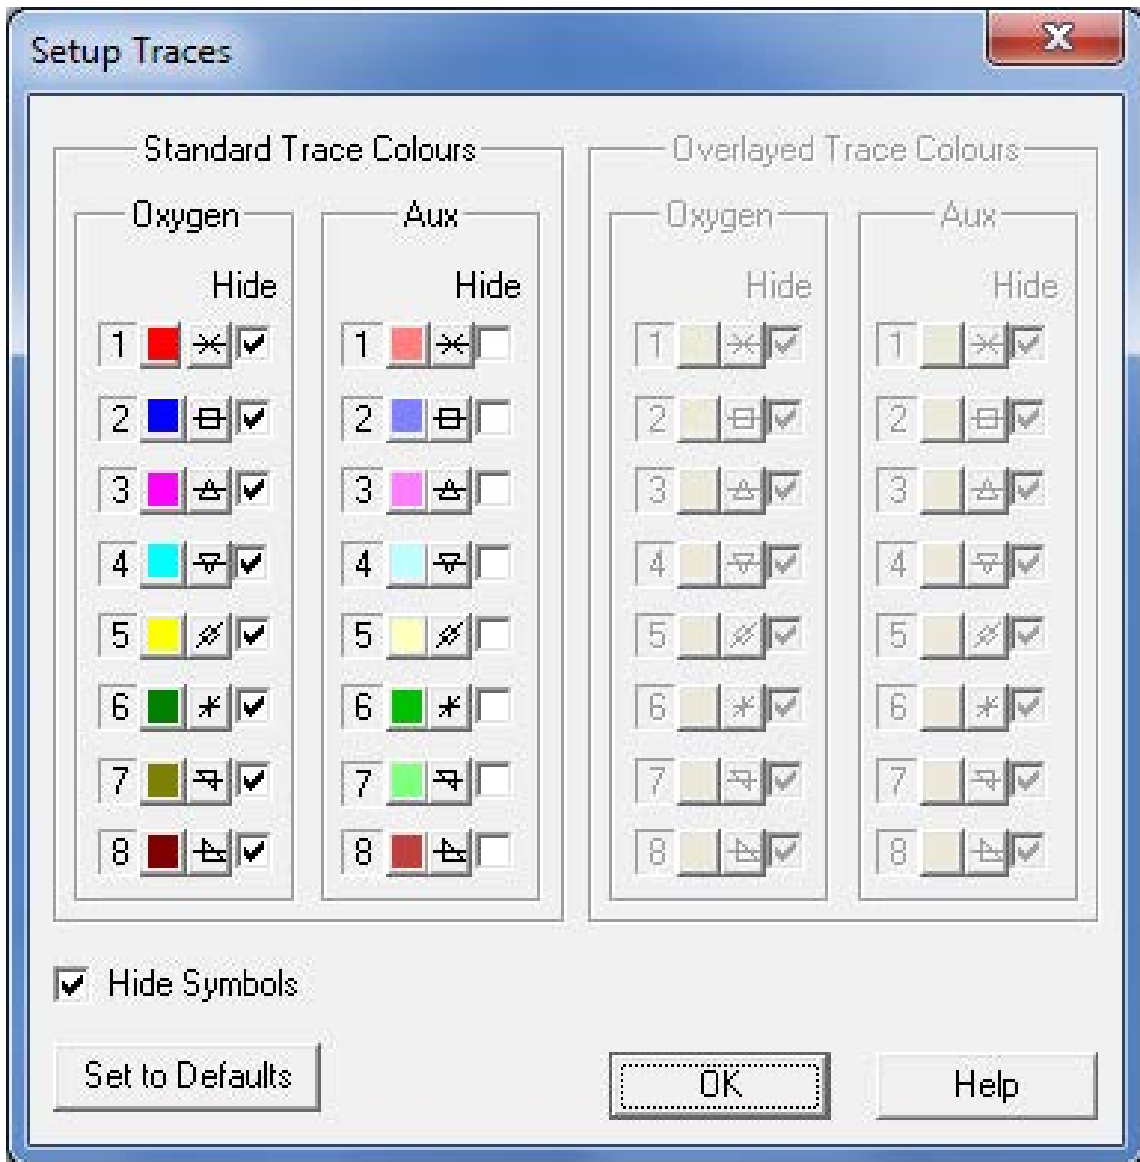 Setup Traces
Standard Trace Colours
Overlayed Trace Colours
Oxygen
Aux
Oxygen
Aux
Hide
Hide
Hide
Hide
1 1 1 1
2 2 2 2
3 3 3 3
4 4 4 4
5 5 5 5
6 6 6 6
7 7 7 7
8 8 8 8
Hide Symbols
Set to Defaults
OK
Help